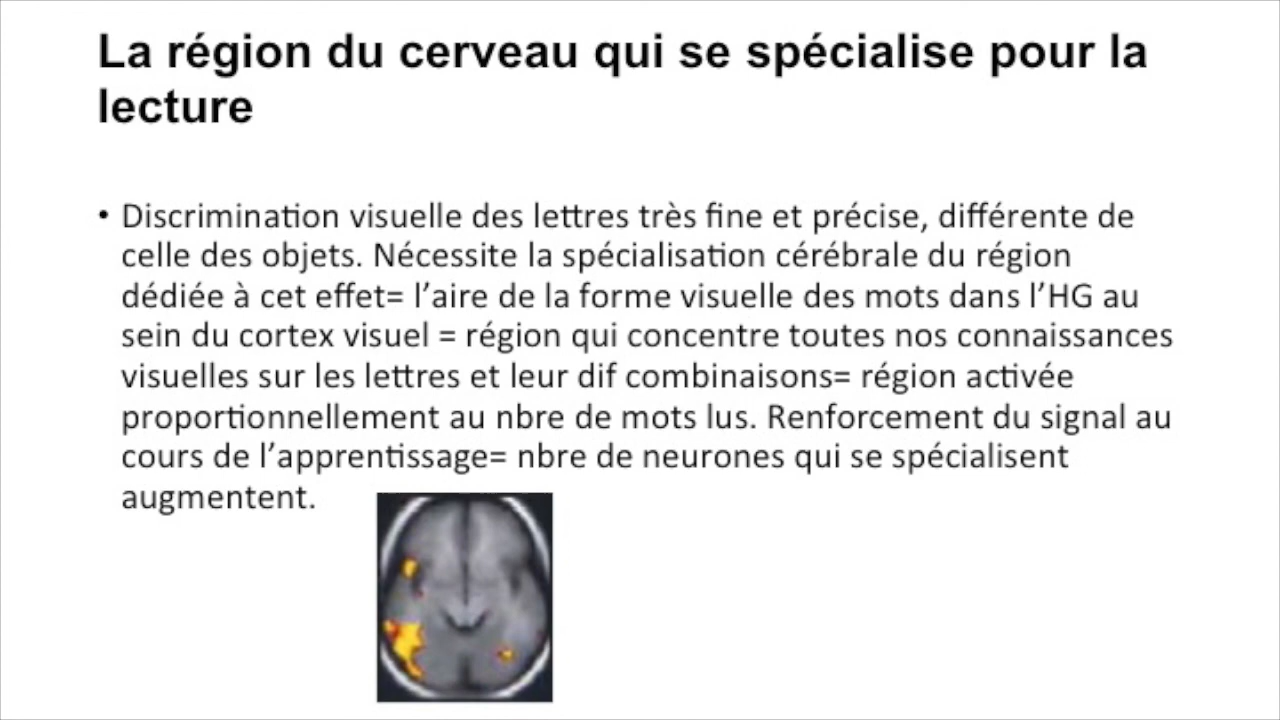 La région du cerveau qui se spécialise pour la
lecture
• Discrimination visuelle des lettres très fine et précise, différente de
celle des objets. Nécessite la spécialisation cérébrale du région
dédiée à cet effet= l’aire de la forme visuelle des mots dans l’HG au
sein du cortex visuel = région qui concentre toutes nos connaissances
visuelles sur les lettres et leur dif combinaisons= région activée
proportionnellement au nbre de mots lus. Renforcement du signal au
cours de l’apprentissage= nbre de neurones qui se spécialisent
augmentent.